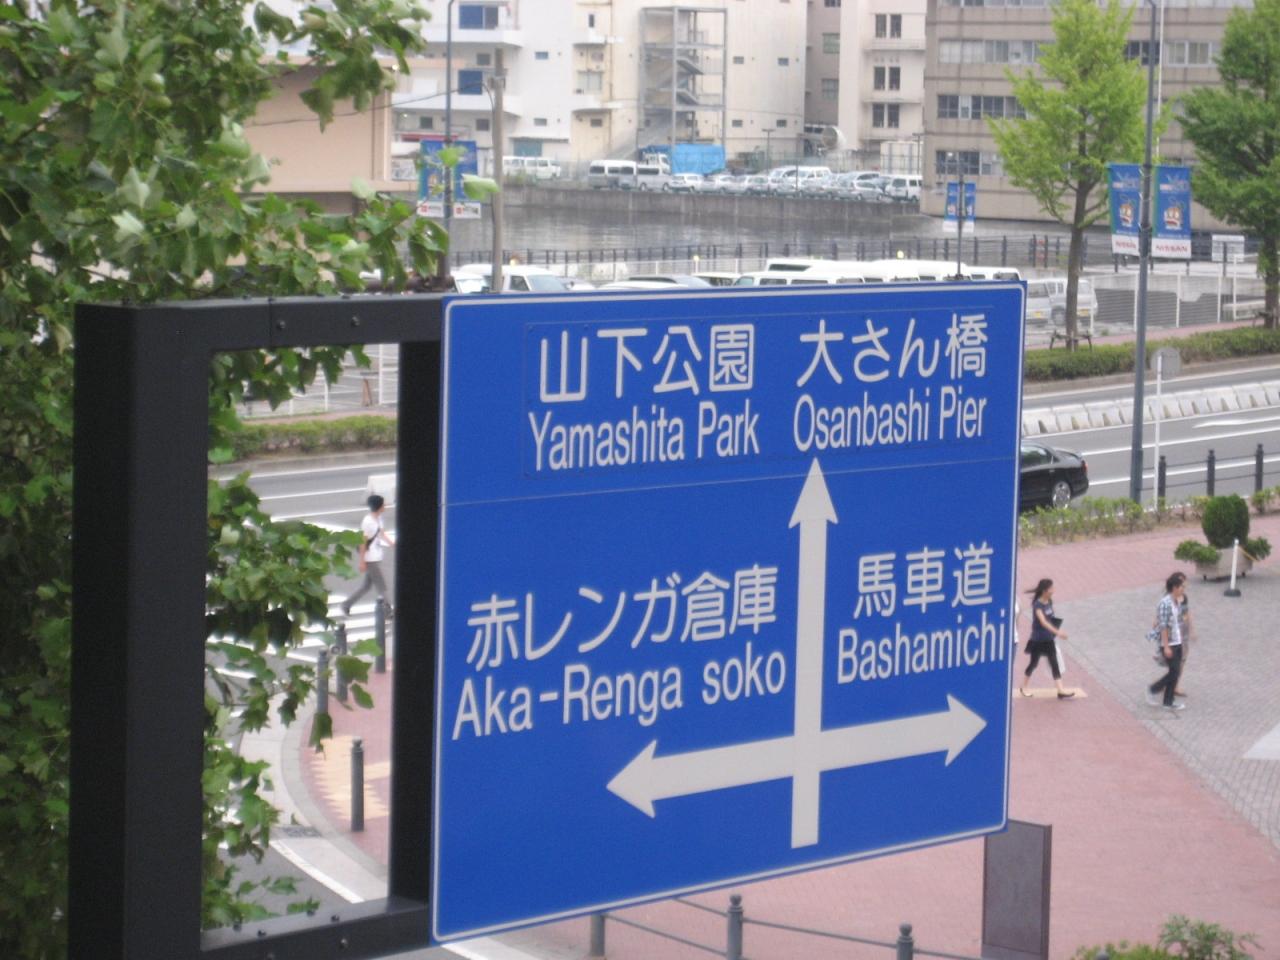 山下公園 大さん橋
Yamashita Park Osanbashi Pier
赤レンガ倉庫
Aka-Renga soko
馬車道
Bashamichi
NISSAN
NISSAN